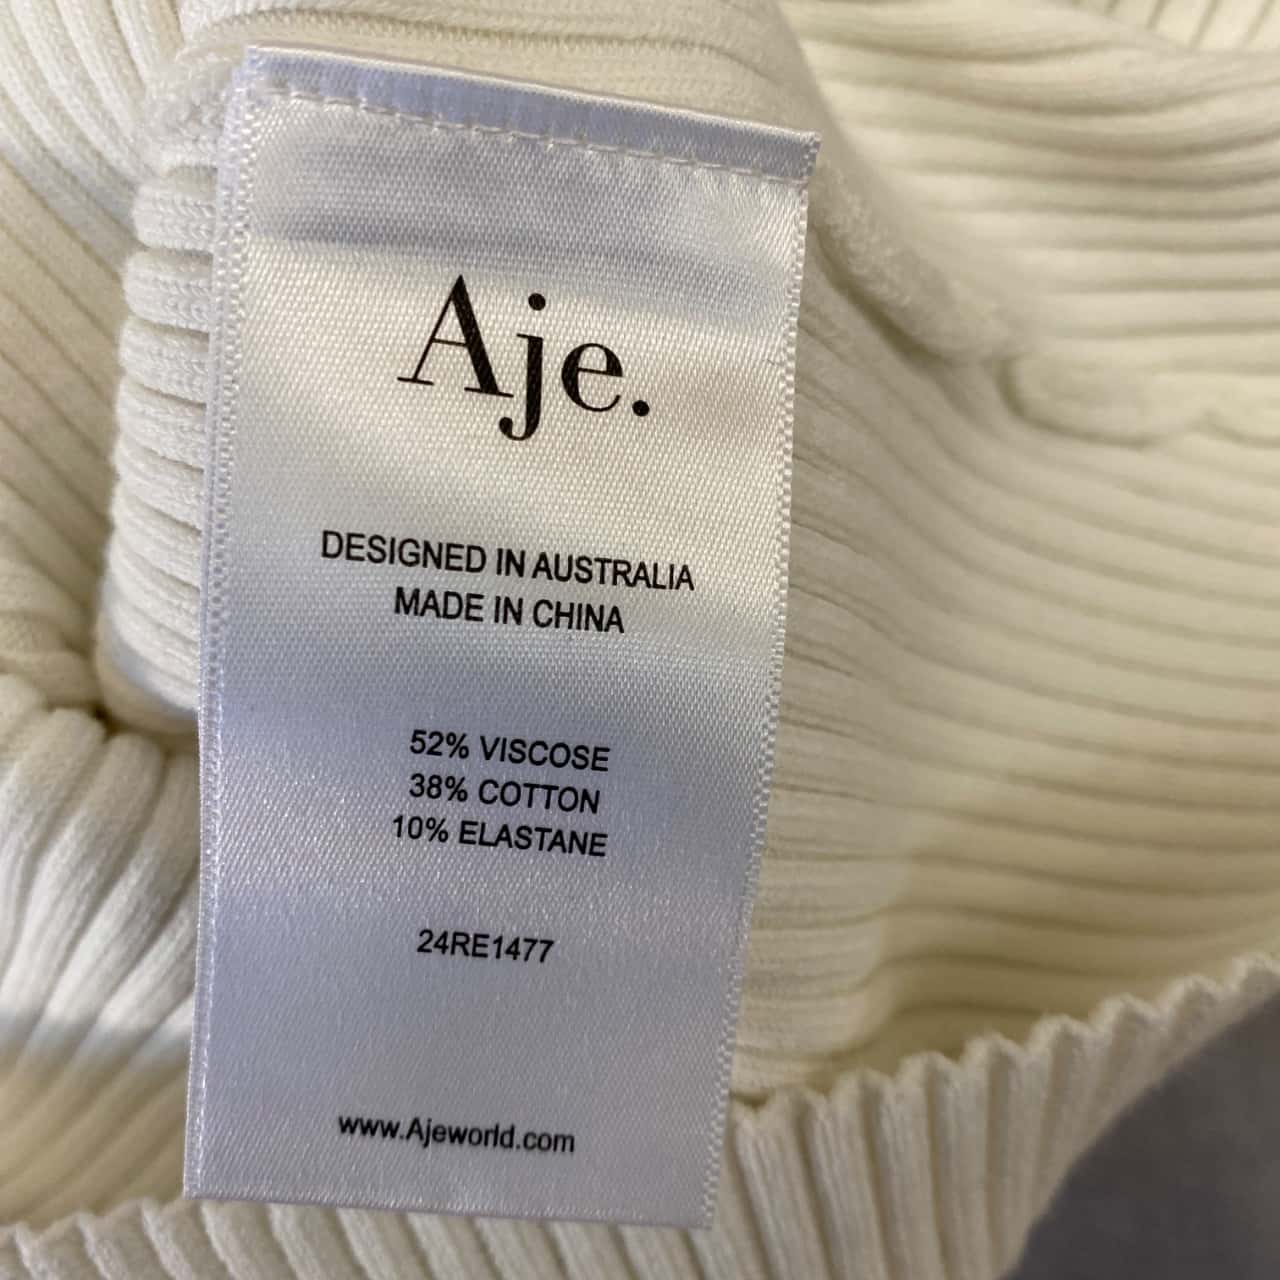 Aje.
DESIGNED IN AUSTRALIA
MADE IN CHINA
52% VISCOSE
38% COTTON
10% ELASTANE
24RE1477
www.Ajeworld.com